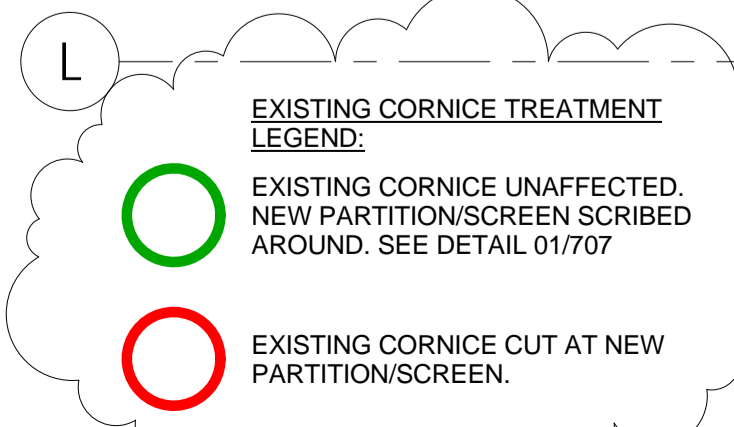 L
EXISTING CORNICE TREATMENT
LEGEND:
EXISTING CORNICE UNAFFECTED.
NEW PARTITION/SCREEN SCRIBED
AROUND. SEE DETAIL 01/707
EXISTING CORNICE CUT AT NEW
PARTITION/SCREEN.